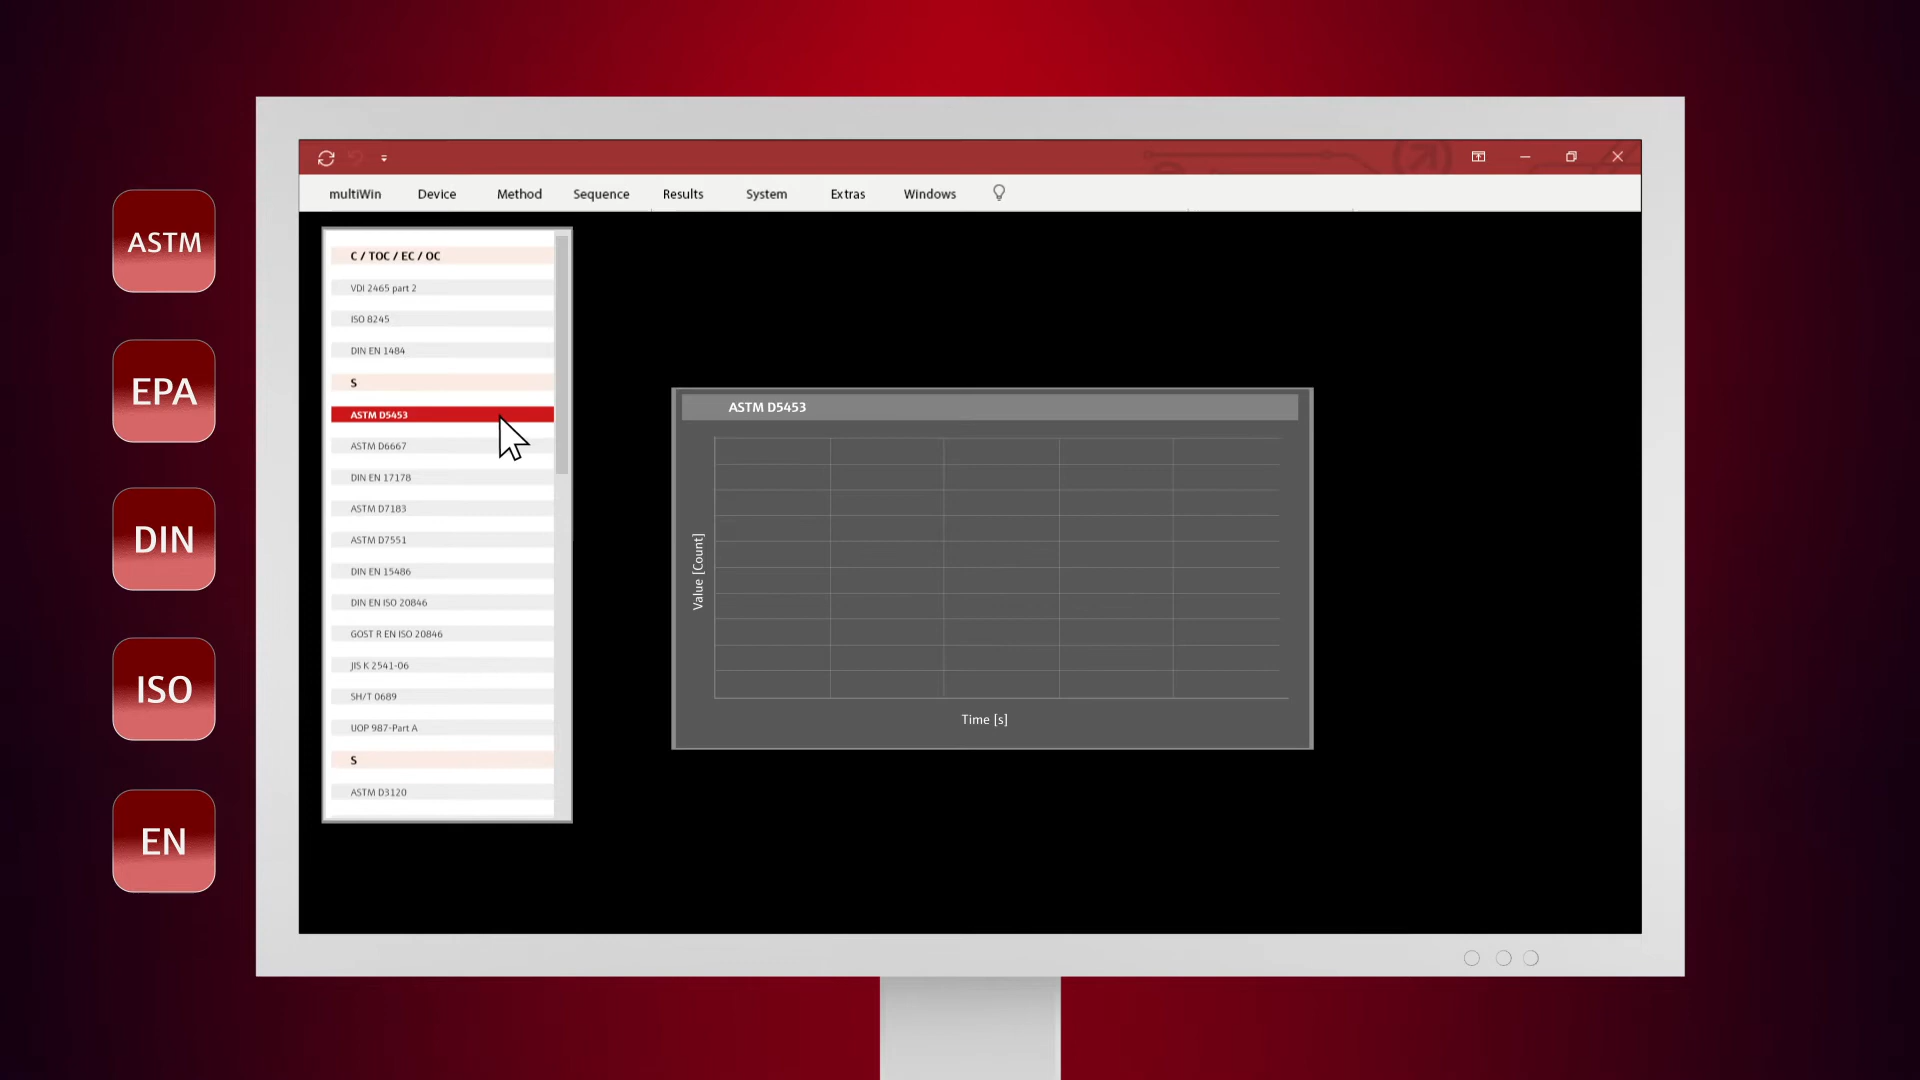 ASTM
EPA
DIN
ISO
EN
multiWin Device Method Sequence Results System Extras Windows
C / TOC / EC / OC
VDI 2465 part 2
ISO 8245
DIN EN 1484
S
ASTM D5453
ASTM D6667
DIN EN 17178
ASTM D7183
ASTM D7551
DIN EN 15486
DIN EN ISO 20846
GOST R EN ISO 20846
JIS K 2541-06
SH/T 0689
UOP 987-Part A
S
ASTM D3120
ASTM D5453
Value [Count]
Time [s]